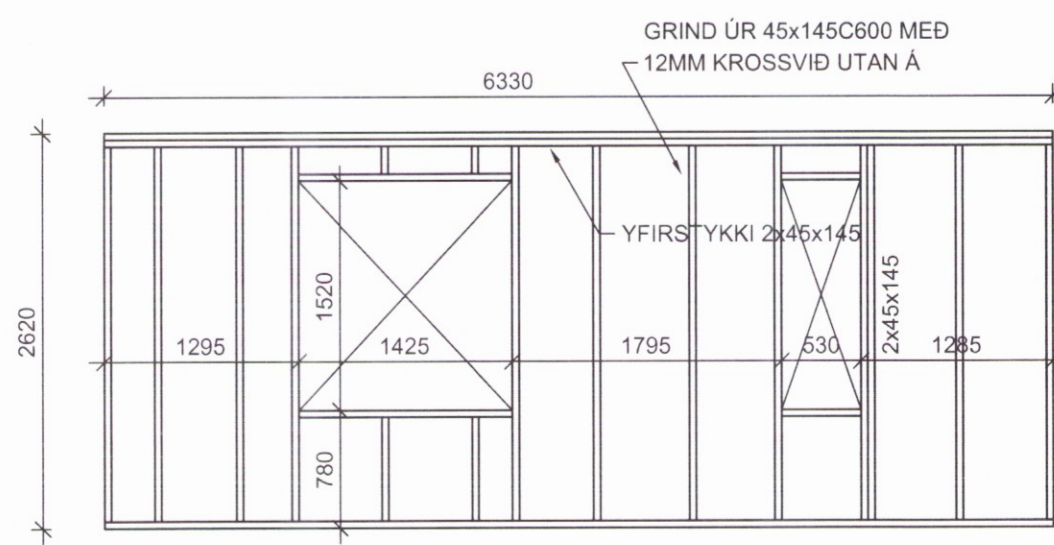 GRIND ÚR 45x145C600 MEÐ
12MM KROSSVIÐ UTAN Á
6330
YFIRSTYKKI 2x45x145
2620
1520
2x45x145
1295
1425
1795
530
1285
780